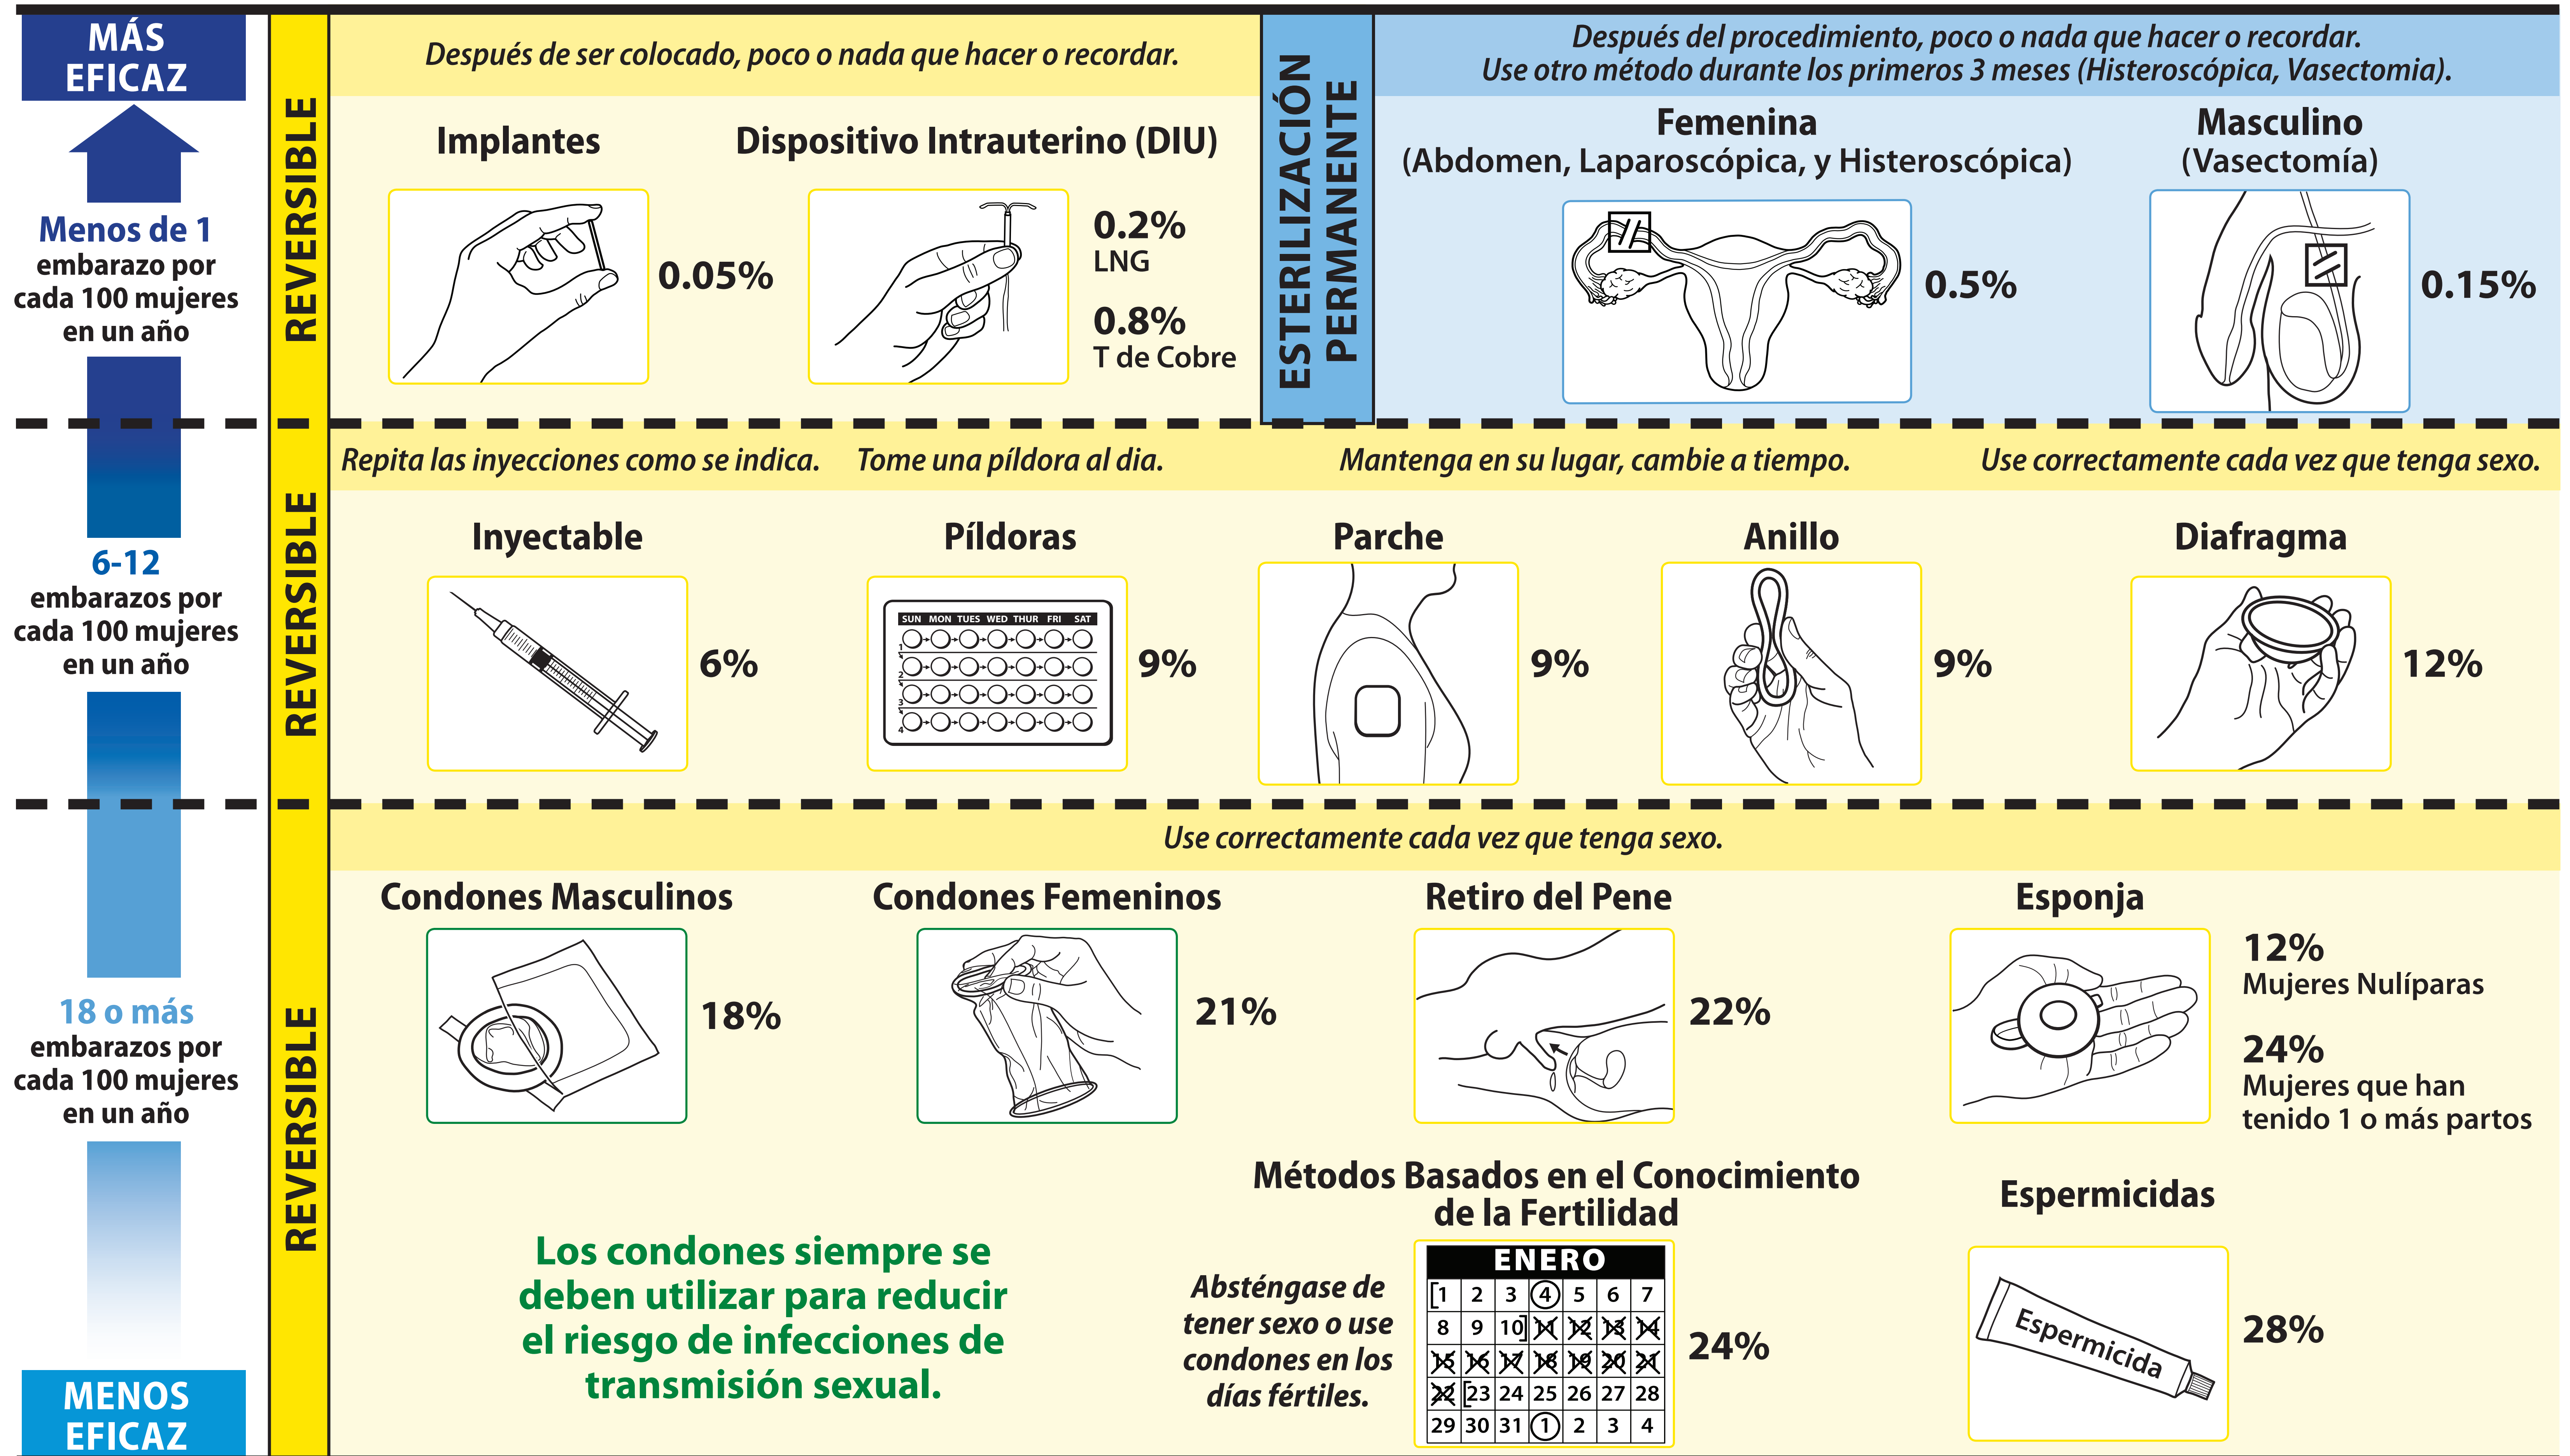 MÁS
EFICAZ
Menos de 1
embarazo por
cada 100 mujeres
en un año
6-12
embarazos por
cada 100 mujeres
en un año
18 o más
embarazos por
cada 100 mujeres
en un año
MENOS
EFICAZ
REVERSIBLE
Después de ser colocado, poco o nada que hacer o recordar.
Implantes
0.05%
Dispositivo Intrauterino (DIU)
0.2%
LNG
0.8%
T de Cobre
ESTERILIZACIÓN
PERMANENTE
Después del procedimiento, poco o nada que hacer o recordar.
Use otro método durante los primeros 3 meses (Histeroscópica, Vasectomia).
Femenina
(Abdomen, Laparoscópica, y Histeroscópica)
0.5%
Masculino
(Vasectomía)
0.15%
REVERSIBLE
Repita las inyecciones como se indica.
Tome una píldora al dia.
Mantenga en su lugar, cambie a tiempo.
Use correctamente cada vez que tenga sexo.
Inyectable
6%
Píldoras
SUN MON TUES WED THUR FRI SAT
1
2
3
4
9%
Parche
9%
Anillo
9%
Diafragma
12%
REVERSIBLE
Use correctamente cada vez que tenga sexo.
Condones Masculinos
18%
Condones Femeninos
21%
Retiro del Pene
22%
Esponja
12%
Mujeres Nulíparas
24%
Mujeres que han
tenido 1 o más partos
Los condones siempre se
deben utilizar para reducir
el riesgo de infecciones de
transmisión sexual.
Métodos Basados en el Conocimiento
de la Fertilidad
Absténgase de
tener sexo o use
condones en los
días fértiles.
ENERO
[1 2 3 4 5 6 7
8 9 10] 11 12 13 14
15 16 17 18 19 20 21
22 [23 24 25 26 27 28
29 30 31 1 2 3 4
24%
Espermicidas
Espermicida
28%